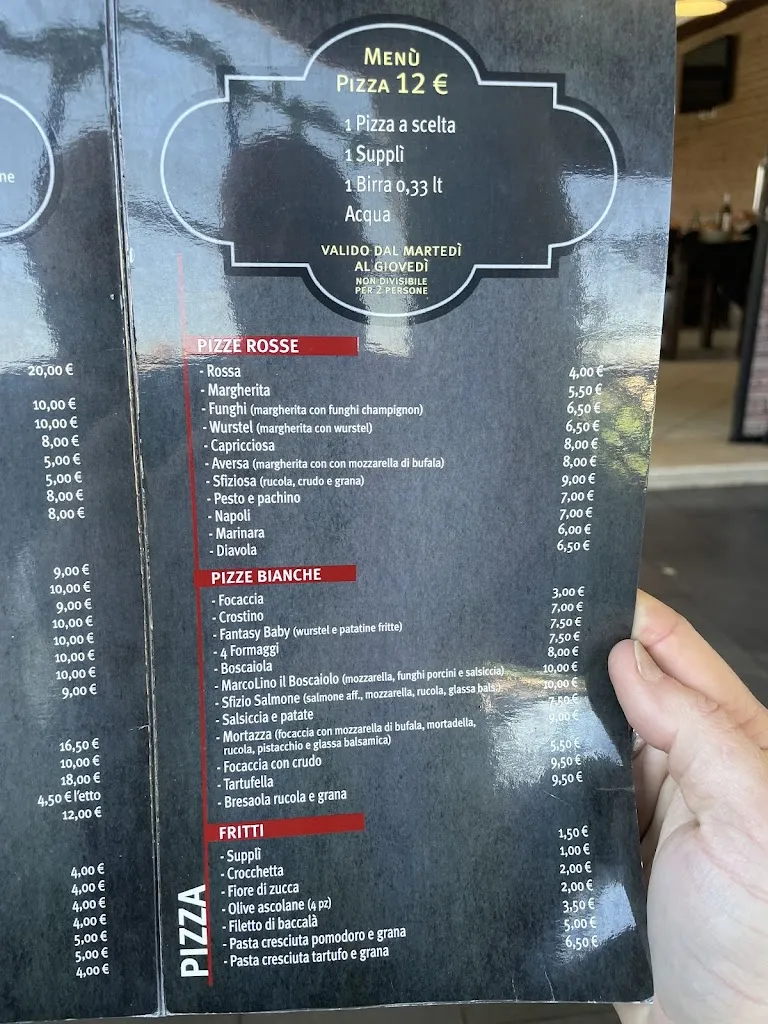 ne
20,00 €
10,00 €
10,00 €
8,00 €
5,00 €
5,00 €
8,00 €
8,00 €
9,00 €
10,00 €
9,00 €
10,00 €
10,00 €
10,00 €
10,00 €
9,00 €
16,50 €
10,00 €
18,00 €
4,50 € l'etto
12,00 €
4,00 €
4,00 €
4,00 €
4,00 €
5,00 €
5,00 €
4,00 €
MENÙ
PIZZA 12 €
1 Pizza a scelta
1 Supplì
1 Birra 0,33 lt
Acqua
VALIDO DAL MARTEDÌ
AL GIOVEDÌ
NON DIVISIBILE
PER 2 PERSONE
PIZZE ROSSE
- Rossa 4,00 €
- Margherita 5,50 €
- Funghi (margherita con funghi champignon) 6,50 €
- Wurstel (margherita con wurstel) 6,50 €
- Capricciosa 8,00 €
- Aversa (margherita con con mozzarella di bufala) 8,00 €
- Sfiziosa (rucola, crudo e grana) 9,00 €
- Pesto e pachino 7,00 €
- Napoli 7,00 €
- Marinara 6,00 €
- Diavola 6,50 €
PIZZE BIANCHE
- Focaccia 3,00 €
- Crostino 7,00 €
- Fantasy Baby (wurstel e patatine fritte) 7,50 €
- 4 Formaggi 7,50 €
- Boscaiola 8,00 €
- MarcoLino il Boscaiolo (mozzarella, funghi porcini e salsiccia) 10,00 €
- Sfizio Salmone (salmone aff., mozzarella, rucola, glassa bals.) 10,00 €
- Salsiccia e patate 7,50 €
- Mortazza (focaccia con mozzarella di bufala, mortadella, 9,00 €
rucola, pistacchio e glassa balsamica)
- Focaccia con crudo 5,50 €
- Tartufella 9,50 €
- Bresaola rucola e grana 9,50 €
FRITTI
- Supplì 1,50 €
- Crocchetta 1,00 €
- Fiore di zucca 2,00 €
- Olive ascolane (4 pz) 2,00 €
- Filetto di baccalà 3,50 €
- Pasta cresciuta pomodoro e grana 5,00 €
- Pasta cresciuta tartufo e grana 6,50 €
PIZZA